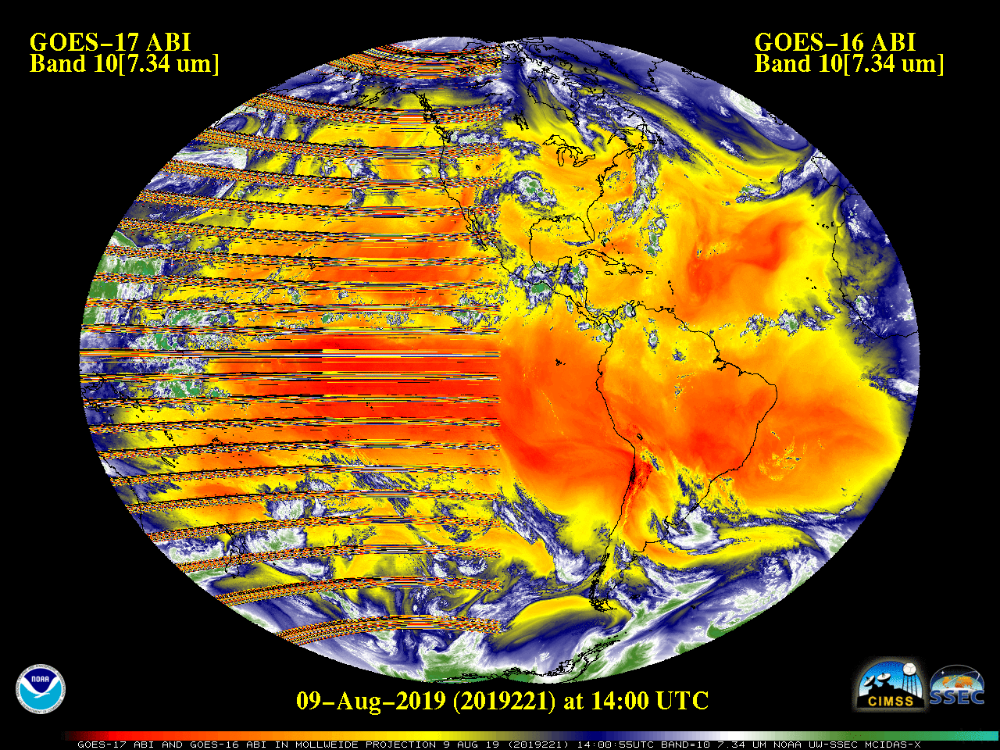 GOES-17 ABI
Band 10[7.34 um]
GOES-16 ABI
Band 10[7.34 um]
NOAA
09-Aug-2019 (2019221) at 14:00 UTC
CIMSS
SSEC
GOES-17 ABI AND GOES-16 ABI IN MOLLWEIDE PROJECTION 9 AUG 19 (2019221) 14:00:55UTC BAND=10 7.34 UM NOAA UW-SSEC MCIDAS-X